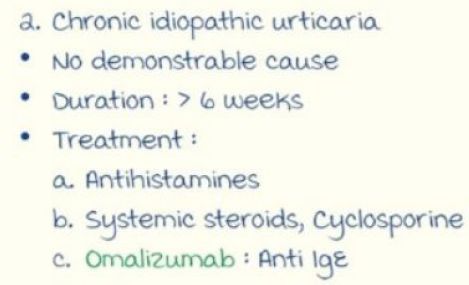 2. Chronic idiopathic urticaria
• No demonstrable cause
• Duration : > 6 weeks
• Treatment :
a. Antihistamines
b. Systemic steroids, Cyclosporine
c. Omalizumab : Anti IgE